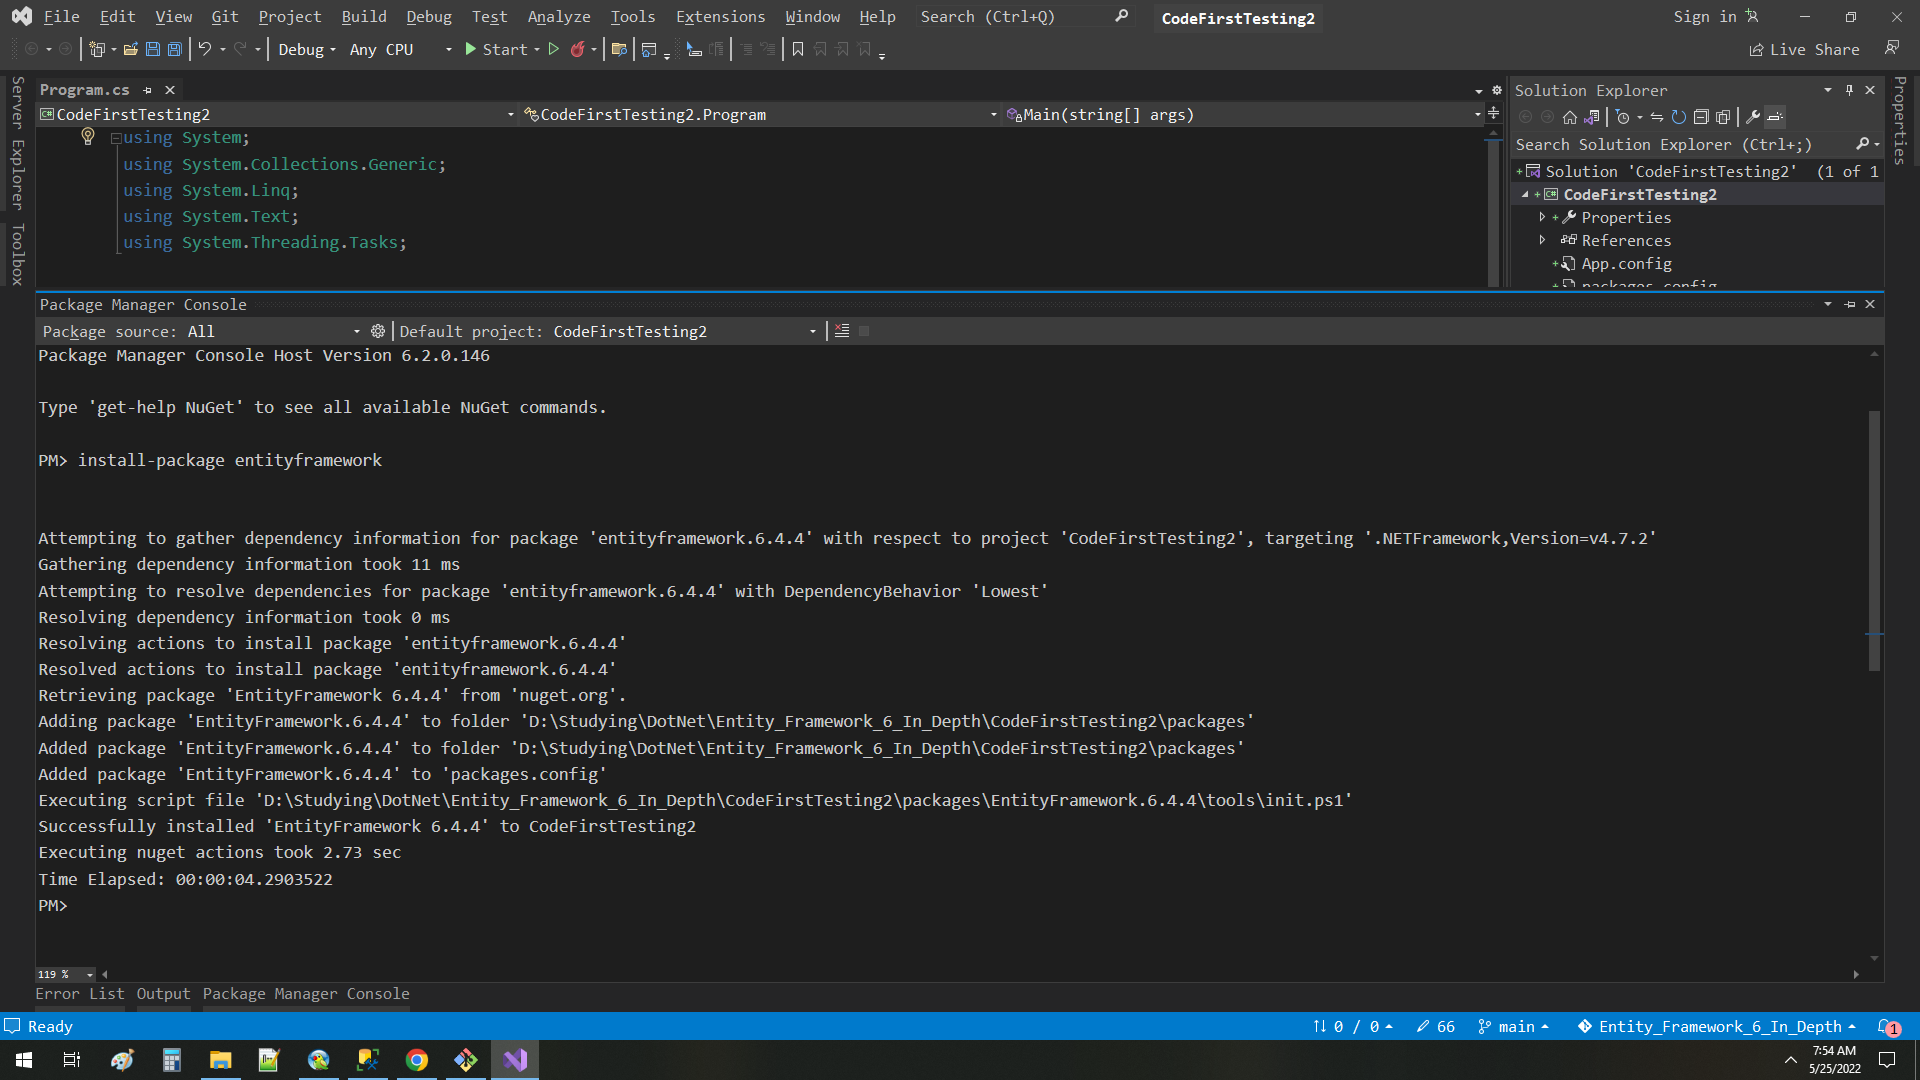 File Edit View Git Project Build Debug Test Analyze Tools Extensions Window Help Search (Ctrl+Q) CodeFirstTesting2 Sign in
Debug Any CPU Start Live Share
Server Explorer
Toolbox
Program.cs
CodeFirstTesting2 CodeFirstTesting2.Program Main(string[] args)
using System;
using System.Collections.Generic;
using System.Linq;
using System.Text;
using System.Threading.Tasks;
Solution Explorer
Search Solution Explorer (Ctrl+;)
Solution 'CodeFirstTesting2' (1 of 1
CodeFirstTesting2
Properties
References
App.config
packages.config
Properties
Package Manager Console
Package source: All Default project: CodeFirstTesting2
Package Manager Console Host Version 6.2.0.146
Type 'get-help NuGet' to see all available NuGet commands.
PM> install-package entityframework
Attempting to gather dependency information for package 'entityframework.6.4.4' with respect to project 'CodeFirstTesting2', targeting '.NETFramework,Version=v4.7.2'
Gathering dependency information took 11 ms
Attempting to resolve dependencies for package 'entityframework.6.4.4' with DependencyBehavior 'Lowest'
Resolving dependency information took 0 ms
Resolving actions to install package 'entityframework.6.4.4'
Resolved actions to install package 'entityframework.6.4.4'
Retrieving package 'EntityFramework 6.4.4' from 'nuget.org'.
Adding package 'EntityFramework.6.4.4' to folder 'D:\Studying\DotNet\Entity_Framework_6_In_Depth\CodeFirstTesting2\packages'
Added package 'EntityFramework.6.4.4' to folder 'D:\Studying\DotNet\Entity_Framework_6_In_Depth\CodeFirstTesting2\packages'
Added package 'EntityFramework.6.4.4' to 'packages.config'
Executing script file 'D:\Studying\DotNet\Entity_Framework_6_In_Depth\CodeFirstTesting2\packages\EntityFramework.6.4.4\tools\init.ps1'
Successfully installed 'EntityFramework 6.4.4' to CodeFirstTesting2
Executing nuget actions took 2.73 sec
Time Elapsed: 00:00:04.2903522
PM>
119 %
Error List Output Package Manager Console
Ready 0 / 0 66 main Entity_Framework_6_In_Depth 1
7:54 AM
5/25/2022